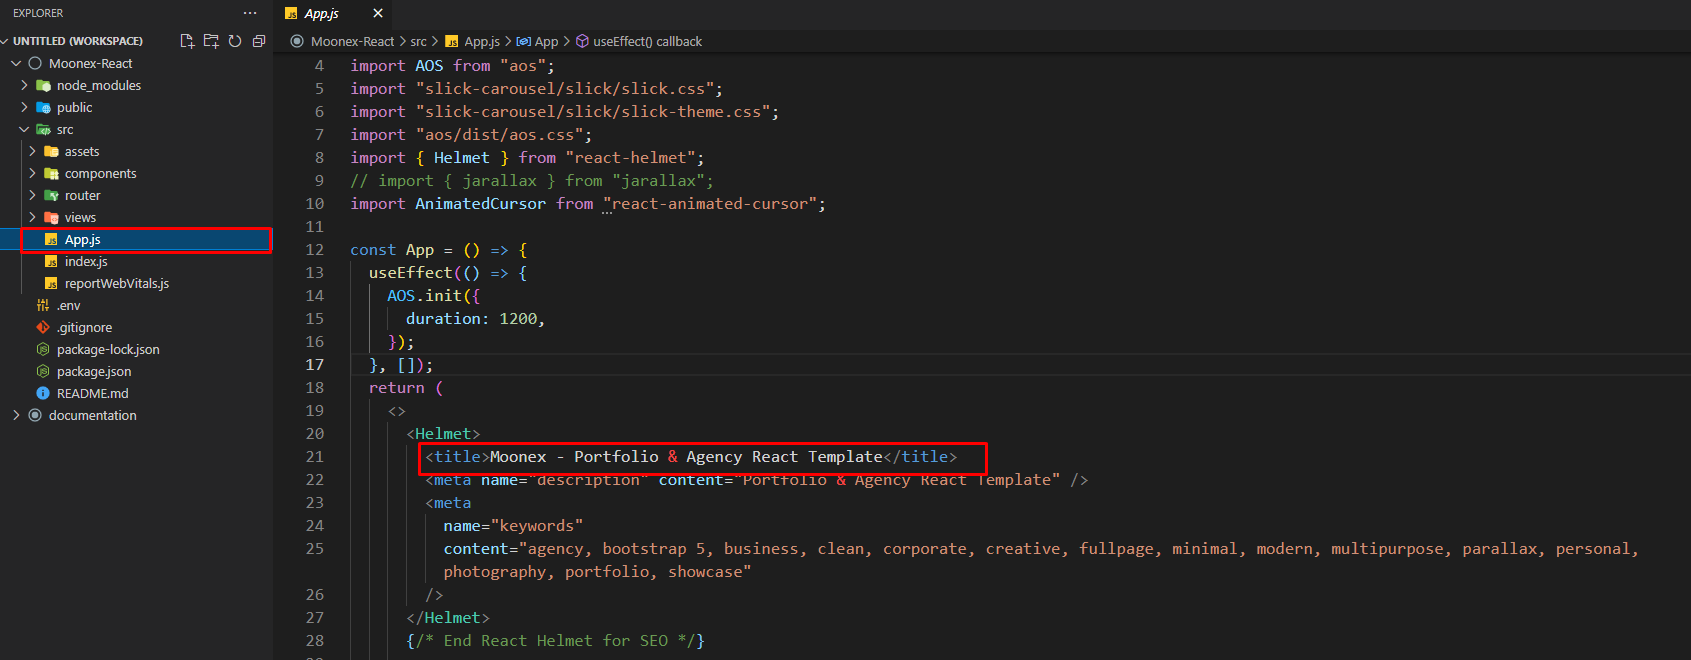 EXPLORER
UNTITLED (WORKSPACE)
Moonex-React
node_modules
public
src
assets
components
router
views
App.js
index.js
reportWebVitals.js
.env
.gitignore
package-lock.json
package.json
README.md
documentation
App.js
Moonex-React > src > App.js > App > useEffect() callback
4 import AOS from "aos";
5 import "slick-carousel/slick/slick.css";
6 import "slick-carousel/slick/slick-theme.css";
7 import "aos/dist/aos.css";
8 import { Helmet } from "react-helmet";
9 // import { jarallax } from "jarallax";
10 import AnimatedCursor from "react-animated-cursor";
11
12 const App = () => {
13 useEffect(() => {
14 AOS.init({
15 duration: 1200,
16 });
17 }, []);
18 return (
19 <>
20 <Helmet>
21 <title>Moonex - Portfolio & Agency React Template</title>
22 <meta name="description" content="Portfolio & Agency React Template" />
23 <meta
24 name="keywords"
25 content="agency, bootstrap 5, business, clean, corporate, creative, fullpage, minimal, modern, multipurpose, parallax, personal,
photography, portfolio, showcase"
26 />
27 </Helmet>
28 {/* End React Helmet for SEO */}